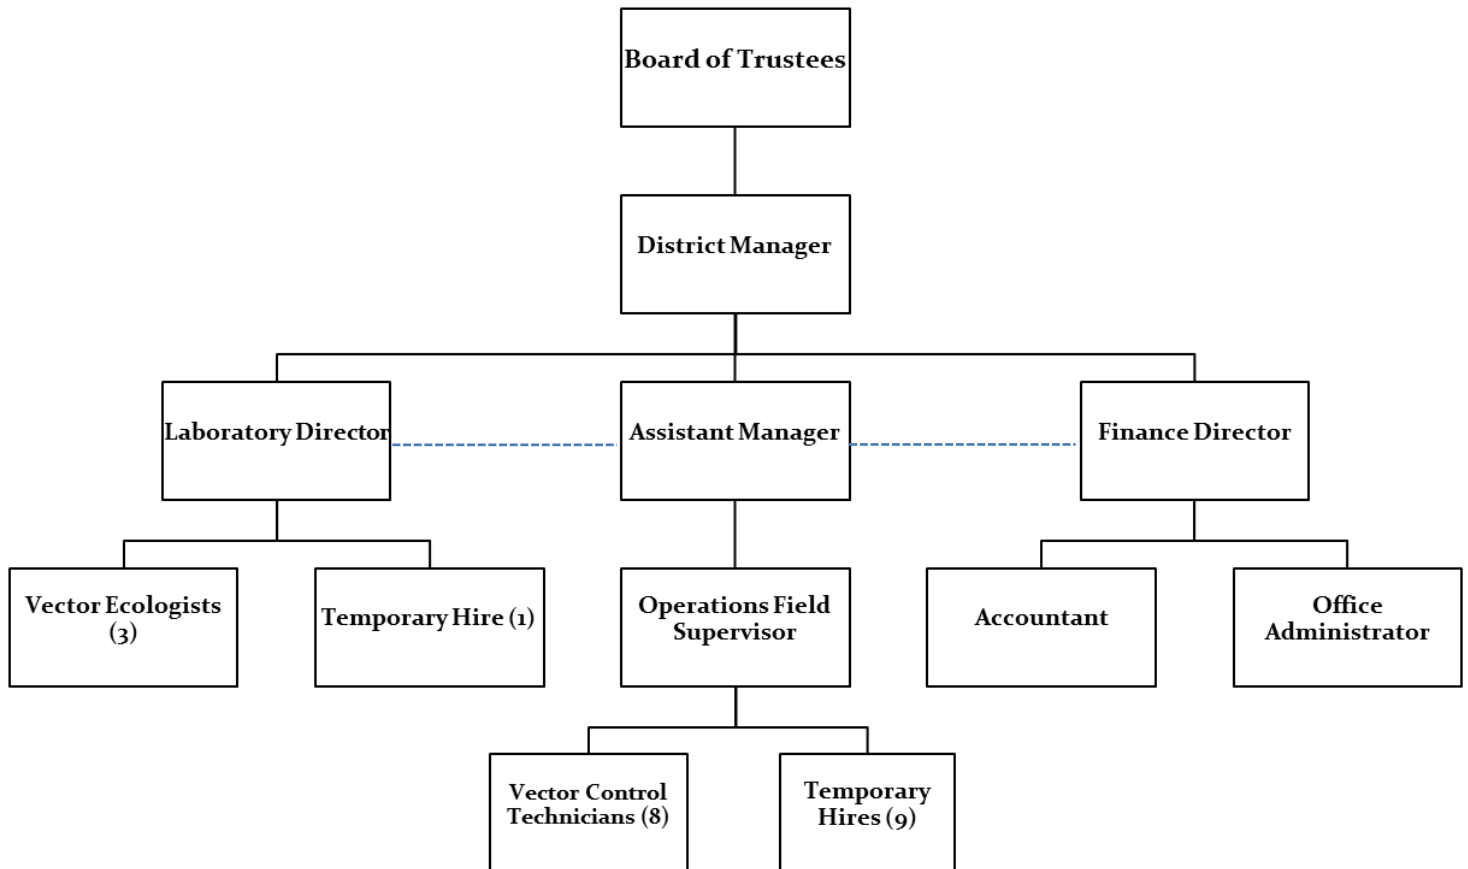 Board of Trustees
District Manager
Laboratory Director
Assistant Manager
Finance Director
Vector Ecologists
(3)
Temporary Hire (1)
Operations Field
Supervisor
Accountant
Office
Administrator
Vector Control
Technicians (8)
Temporary
Hires (9)